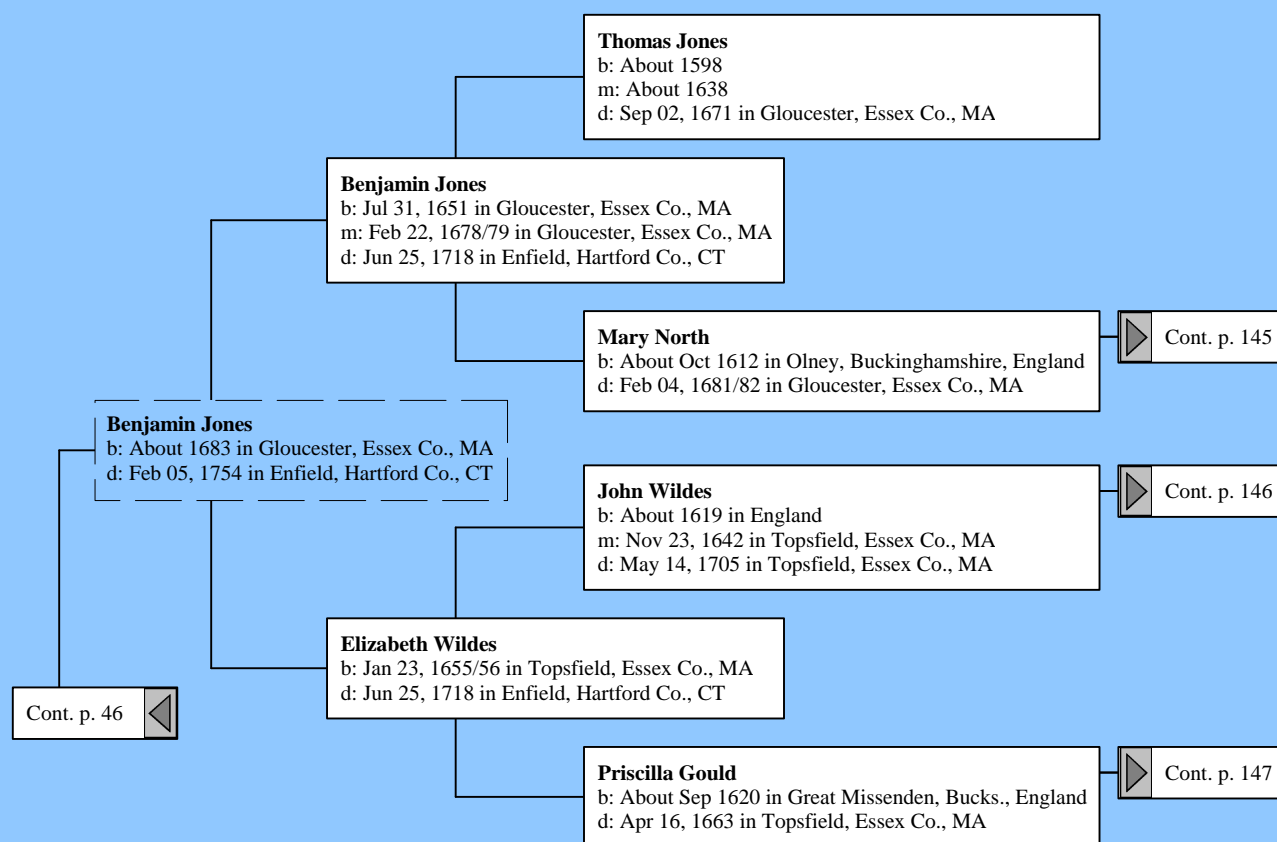 Thomas Jones
b: About 1598
m: About 1638
d: Sep 02, 1671 in Gloucester, Essex Co., MA
Benjamin Jones
b: Jul 31, 1651 in Gloucester, Essex Co., MA
m: Feb 22, 1678/79 in Gloucester, Essex Co., MA
d: Jun 25, 1718 in Enfield, Hartford Co., CT
Mary North
b: About Oct 1612 in Olney, Buckinghamshire, England
d: Feb 04, 1681/82 in Gloucester, Essex Co., MA
Cont. p. 145
Benjamin Jones
b: About 1683 in Gloucester, Essex Co., MA
d: Feb 05, 1754 in Enfield, Hartford Co., CT
John Wildes
b: About 1619 in England
m: Nov 23, 1642 in Topsfield, Essex Co., MA
d: May 14, 1705 in Topsfield, Essex Co., MA
Cont. p. 146
Elizabeth Wildes
b: Jan 23, 1655/56 in Topsfield, Essex Co., MA
d: Jun 25, 1718 in Enfield, Hartford Co., CT
Cont. p. 46
Priscilla Gould
b: About Sep 1620 in Great Missenden, Bucks., England
d: Apr 16, 1663 in Topsfield, Essex Co., MA
Cont. p. 147